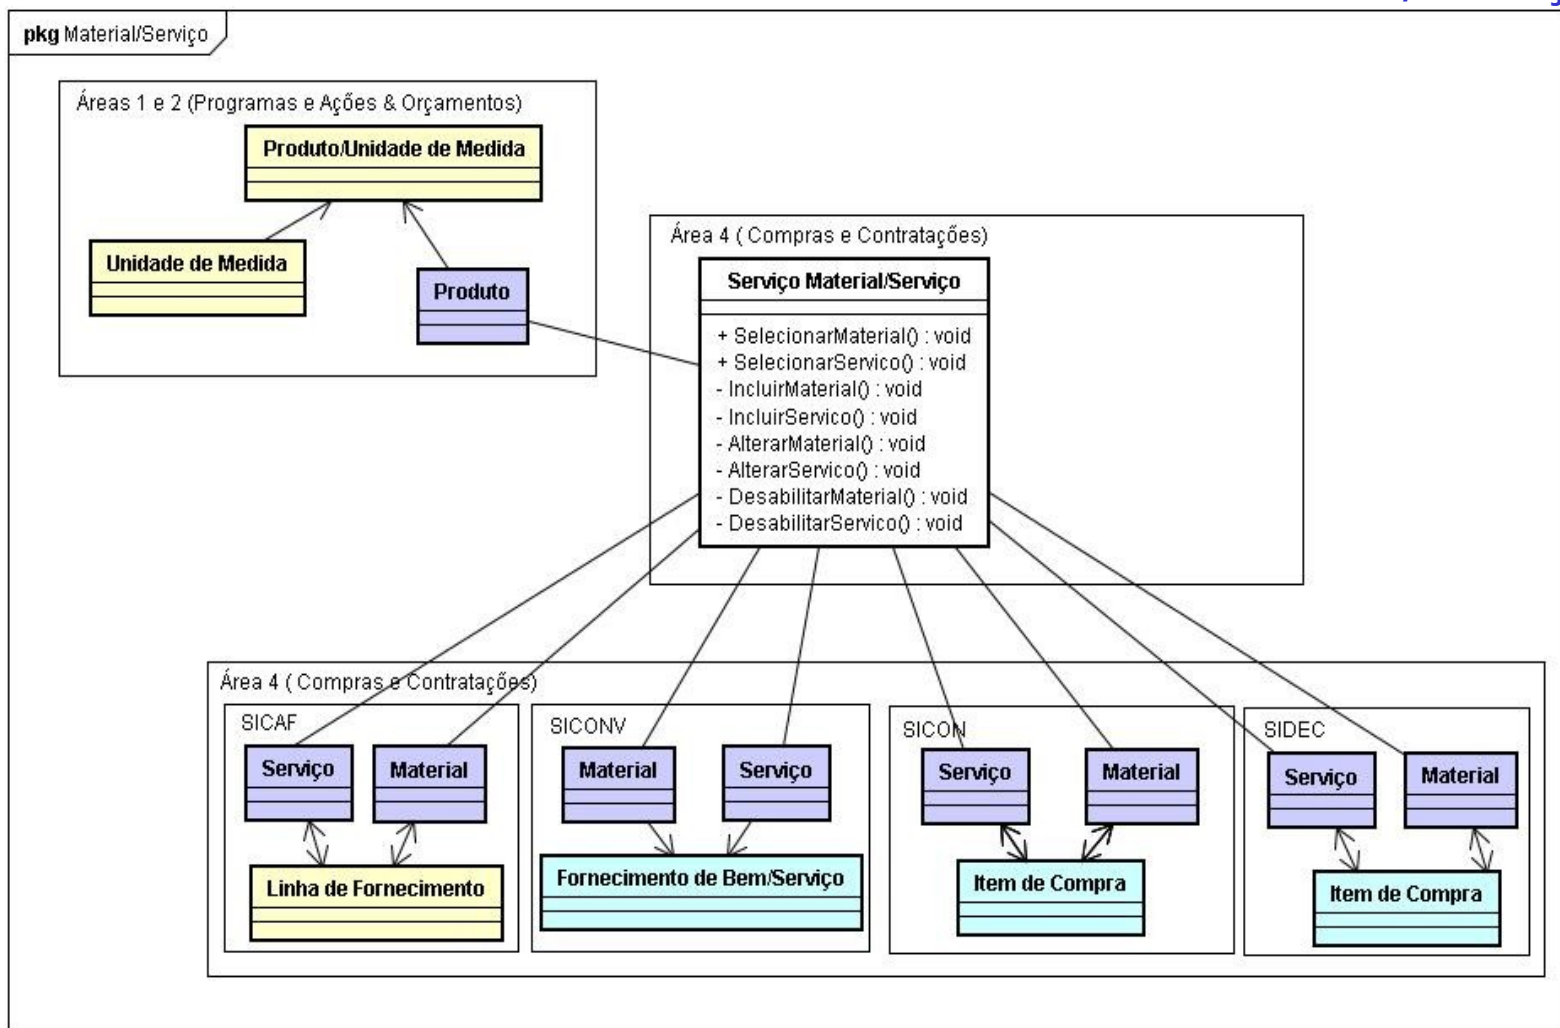 pkg Material/Serviço
Áreas 1 e 2 (Programas e Ações & Orçamentos)
Produto/Unidade de Medida
Unidade de Medida
Produto
Área 4 ( Compras e Contratações)
Serviço Material/Serviço
+ SelecionarMaterial() : void
+ SelecionarServico() : void
- IncluirMaterial() : void
- IncluirServico() : void
- AlterarMaterial() : void
- AlterarServico() : void
- DesabilitarMaterial() : void
- DesabilitarServico() : void
Área 4 ( Compras e Contratações)
SICAF
Serviço
Material
Linha de Fornecimento
SICONV
Material
Serviço
Fornecimento de Bem/Serviço
SICON
Serviço
Material
Item de Compra
SIDEC
Serviço
Material
Item de Compra